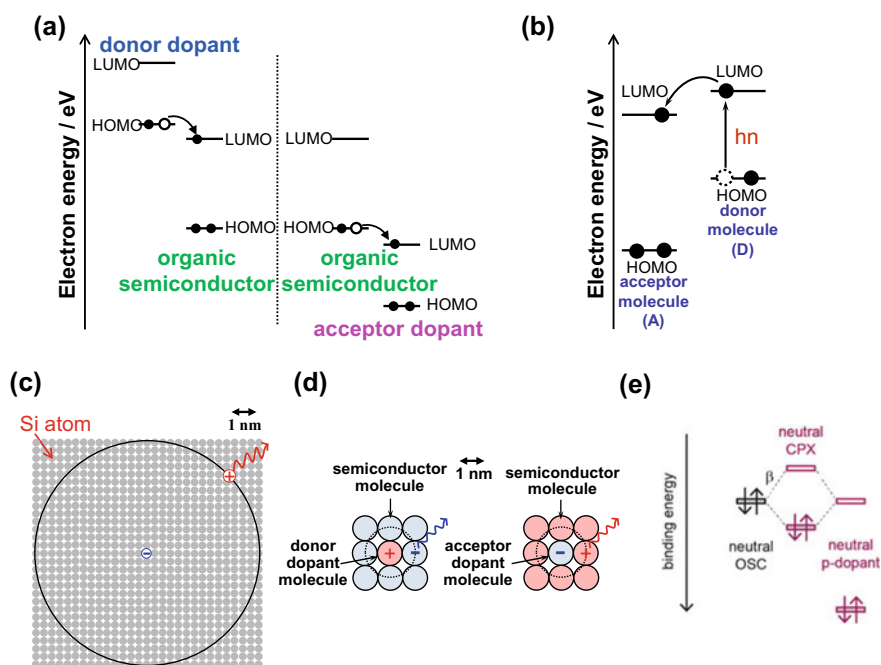 (a)
donor dopant
LUMO
HOMO
LUMO
LUMO
HOMO
HOMO
LUMO
HOMO
organic
semiconductor
organic
semiconductor
acceptor dopant
Electron energy / eV
(b)
LUMO
LUMO
hn
HOMO
donor
molecule
(D)
HOMO
acceptor
molecule
(A)
Electron energy / eV
(c)
Si atom
1 nm
+
-
(d)
1 nm
semiconductor
molecule
semiconductor
molecule
donor
dopant
molecule
+
-
acceptor
dopant
molecule
-
+
(e)
binding energy
neutral
CPX
β
neutral
OSC
neutral
p-dopant